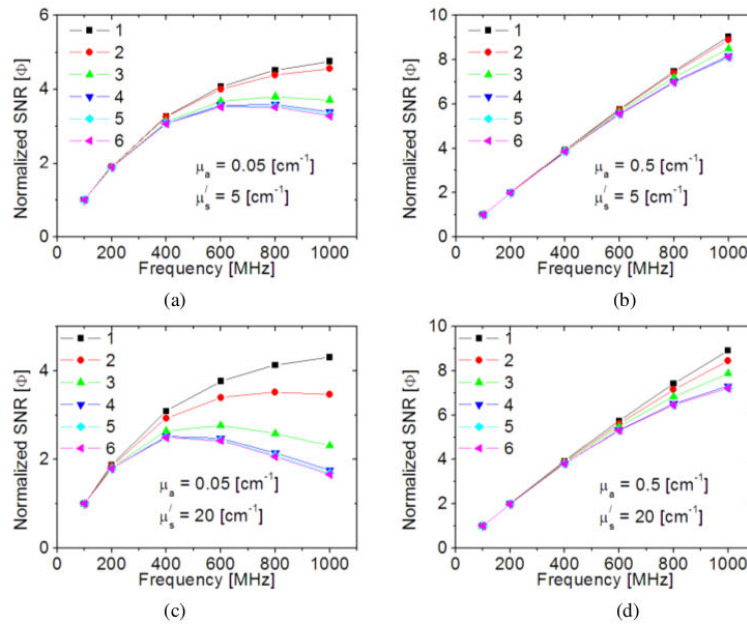 6
4
2
0
Normalized SNR [Φ]
1
2
3
4
5
6
μa = 0.05 [cm-1]
μs′ = 5 [cm-1]
0 200 400 600 800 1000
Frequency [MHz]
(a)
10
8
6
4
2
0
Normalized SNR [Φ]
1
2
3
4
5
6
μa = 0.5 [cm-1]
μs′ = 5 [cm-1]
0 200 400 600 800 1000
Frequency [MHz]
(b)
4
2
0
Normalized SNR [Φ]
1
2
3
4
5
6
μa = 0.05 [cm-1]
μs′ = 20 [cm-1]
0 200 400 600 800 1000
Frequency [MHz]
(c)
10
8
6
4
2
0
Normalized SNR [Φ]
1
2
3
4
5
6
μa = 0.5 [cm-1]
μs′ = 20 [cm-1]
0 200 400 600 800 1000
Frequency [MHz]
(d)